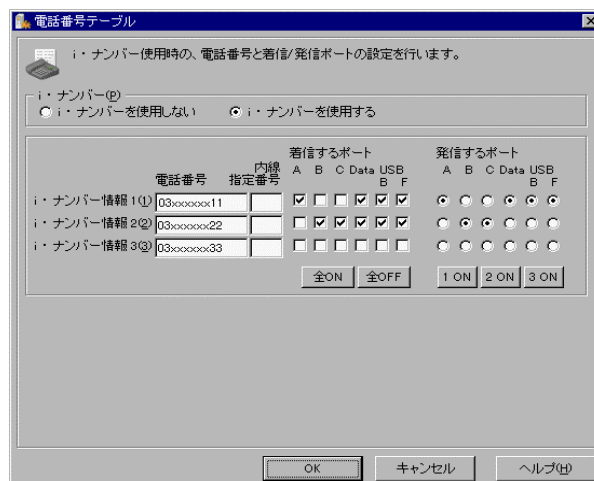 電話番号テーブル
i・ナンバー使用時の、電話番号と着信/発信ポートの設定を行います。
i・ナンバー(P)
i・ナンバーを使用しない i・ナンバーを使用する
着信するポート 発信するポート
電話番号 内線指定番号 A B C Data USB B F A B C Data USB B F
i・ナンバー情報 1(1) 03xxxxxx11
i・ナンバー情報 2(2) 03xxxxxx22
i・ナンバー情報 3(3) 03xxxxxx33
全ON 全OFF 1 ON 2 ON 3 ON
OK キャンセル ヘルプ(H)